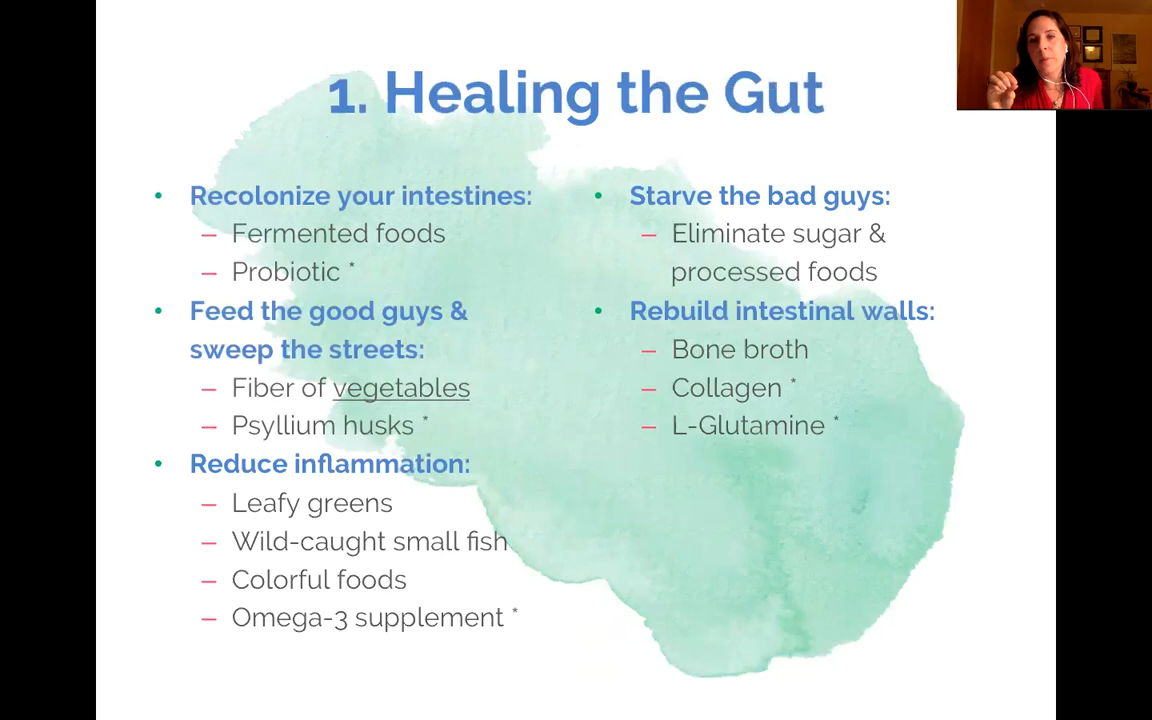 1. Healing the Gut
• Recolonize your intestines:
– Fermented foods
– Probiotic *
• Feed the good guys &
sweep the streets:
– Fiber of vegetables
– Psyllium husks *
• Reduce inflammation:
– Leafy greens
– Wild-caught small fish
– Colorful foods
– Omega-3 supplement *
• Starve the bad guys:
– Eliminate sugar &
processed foods
• Rebuild intestinal walls:
– Bone broth
– Collagen *
– L-Glutamine *